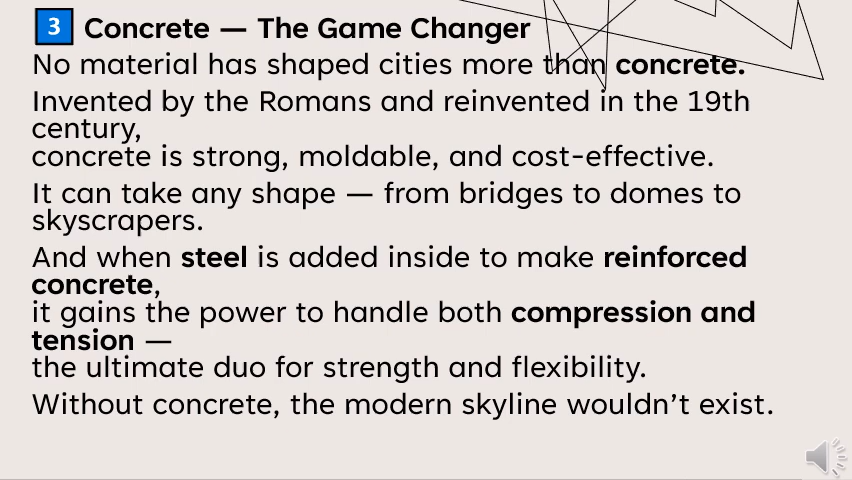 3 Concrete — The Game Changer
No material has shaped cities more than concrete.
Invented by the Romans and reinvented in the 19th
century,
concrete is strong, moldable, and cost-effective.
It can take any shape — from bridges to domes to
skyscrapers.
And when steel is added inside to make reinforced
concrete,
it gains the power to handle both compression and
tension —
the ultimate duo for strength and flexibility.
Without concrete, the modern skyline wouldn’t exist.